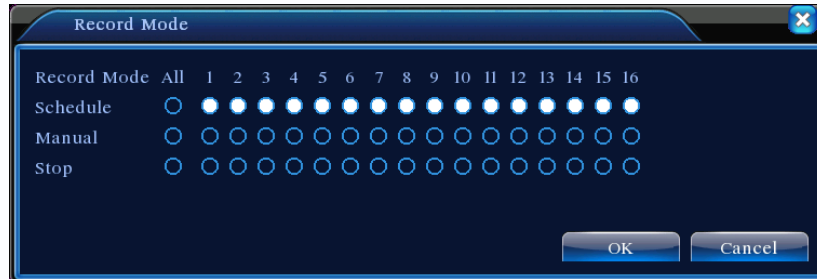 Record Mode
Record Mode All 1 2 3 4 5 6 7 8 9 10 11 12 13 14 15 16
Schedule
Manual
Stop
OK Cancel